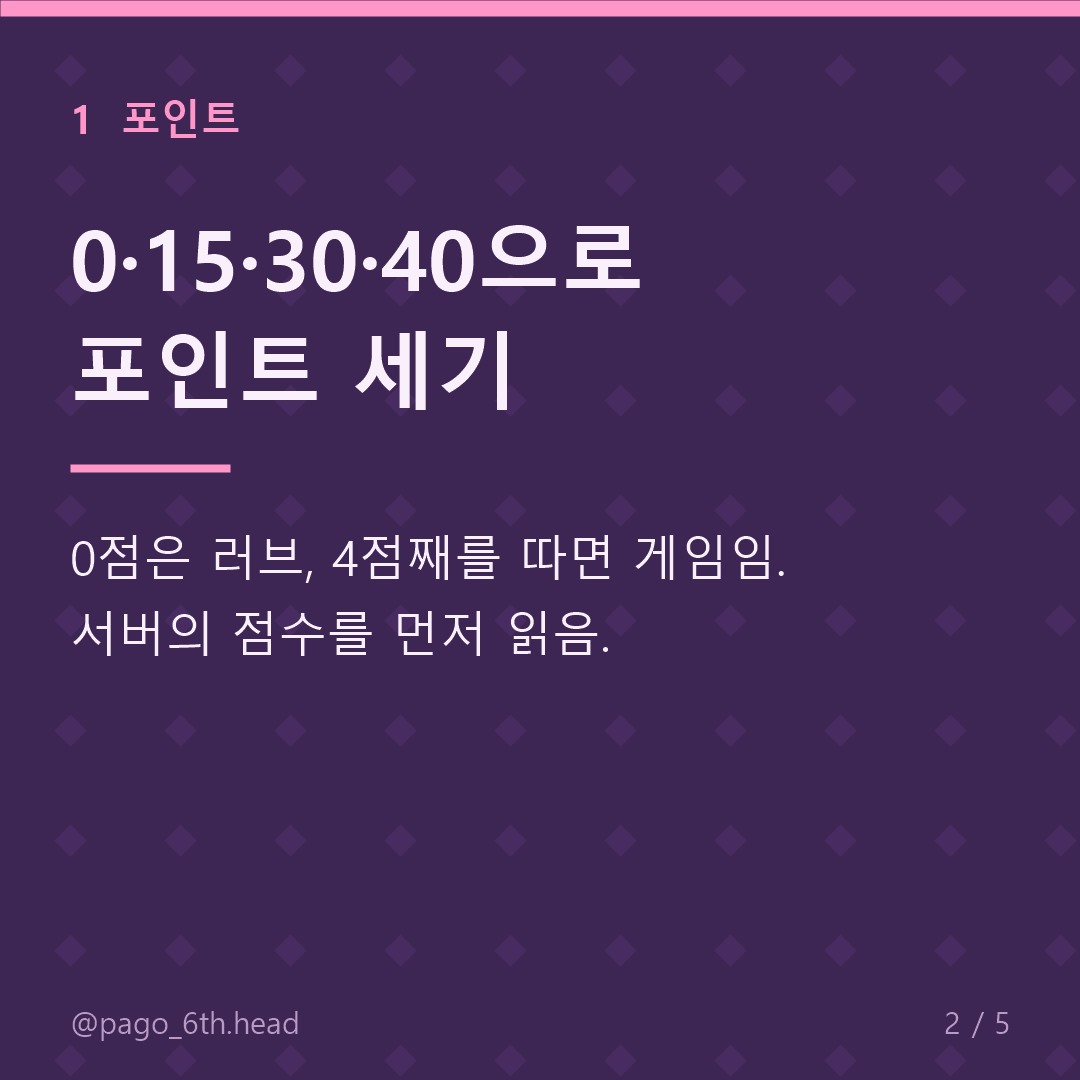 1 포인트
0·15·30·40으로
포인트 세기
0점은 러브, 4점째를 따면 게임임.
서버의 점수를 먼저 읽음.
@pago_6th.head
2 / 5